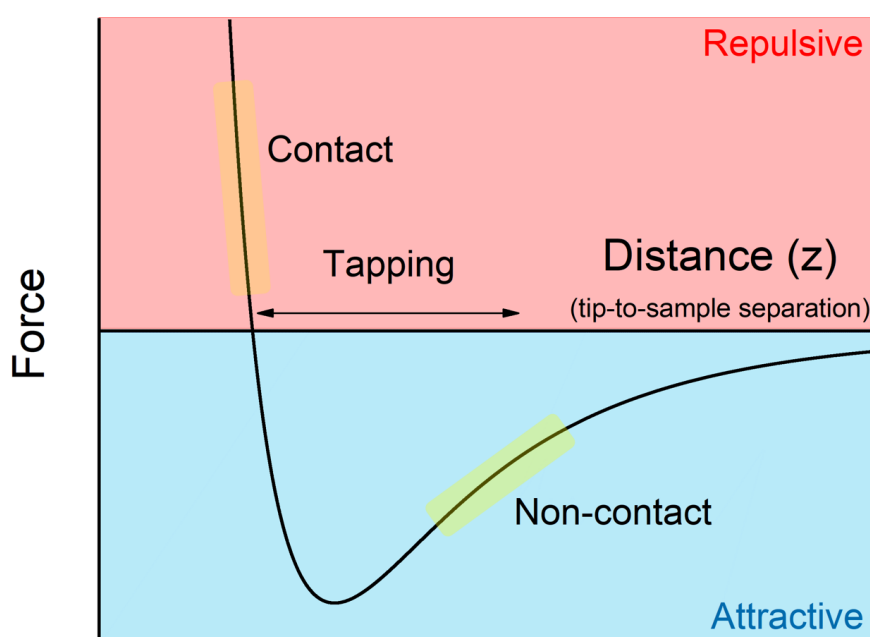 Repulsive
Contact
Tapping
Distance (z)
(tip-to-sample separation)
Force
Non-contact
Attractive